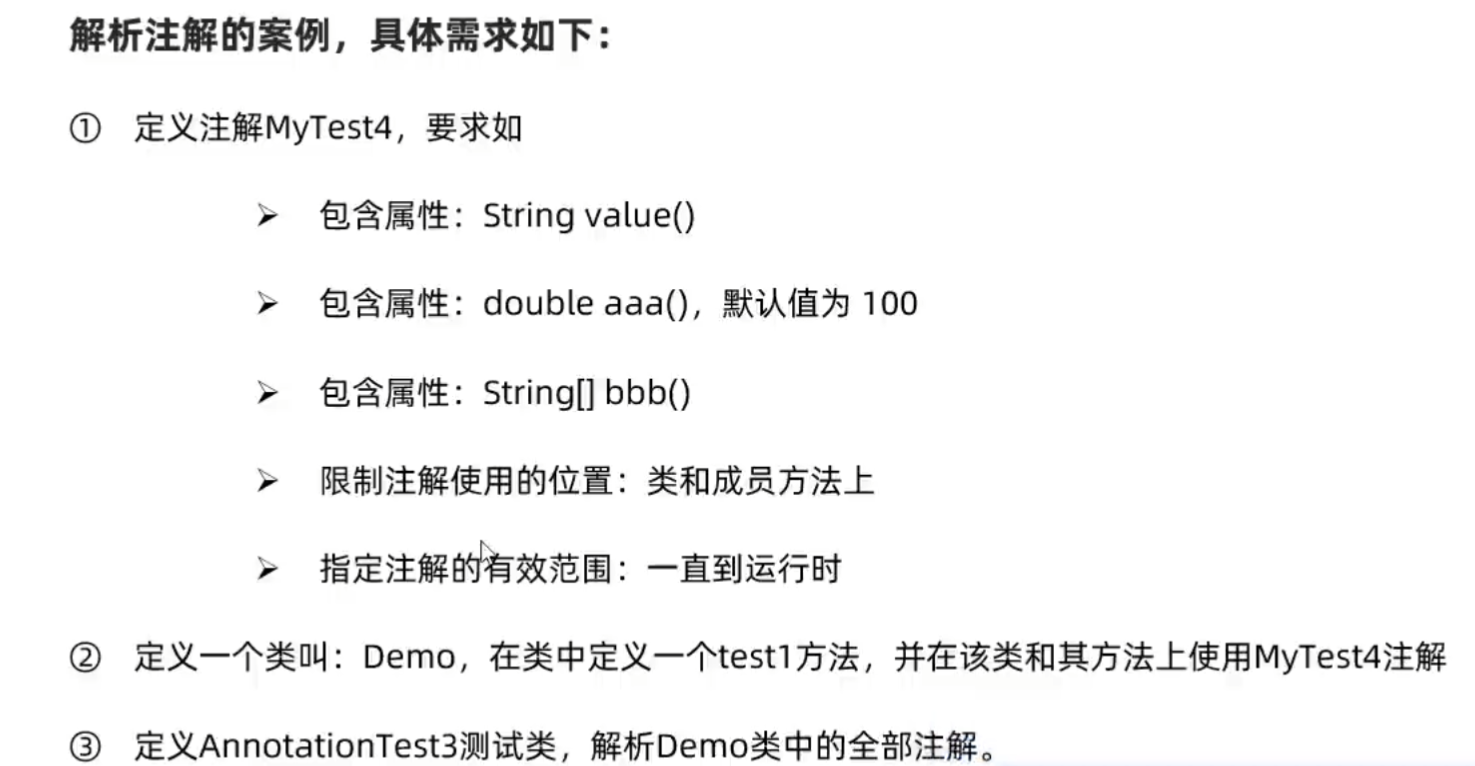 解析注解的案例，具体需求如下：
① 定义注解MyTest4，要求如
➢ 包含属性：String value()
➢ 包含属性：double aaa()，默认值为 100
➢ 包含属性：String[] bbb()
➢ 限制注解使用的位置：类和成员方法上
➢ 指定注解的有效范围：一直到运行时
② 定义一个类叫：Demo，在类中定义一个test1方法，并在该类和其方法上使用MyTest4注解
③ 定义AnnotationTest3测试类，解析Demo类中的全部注解。